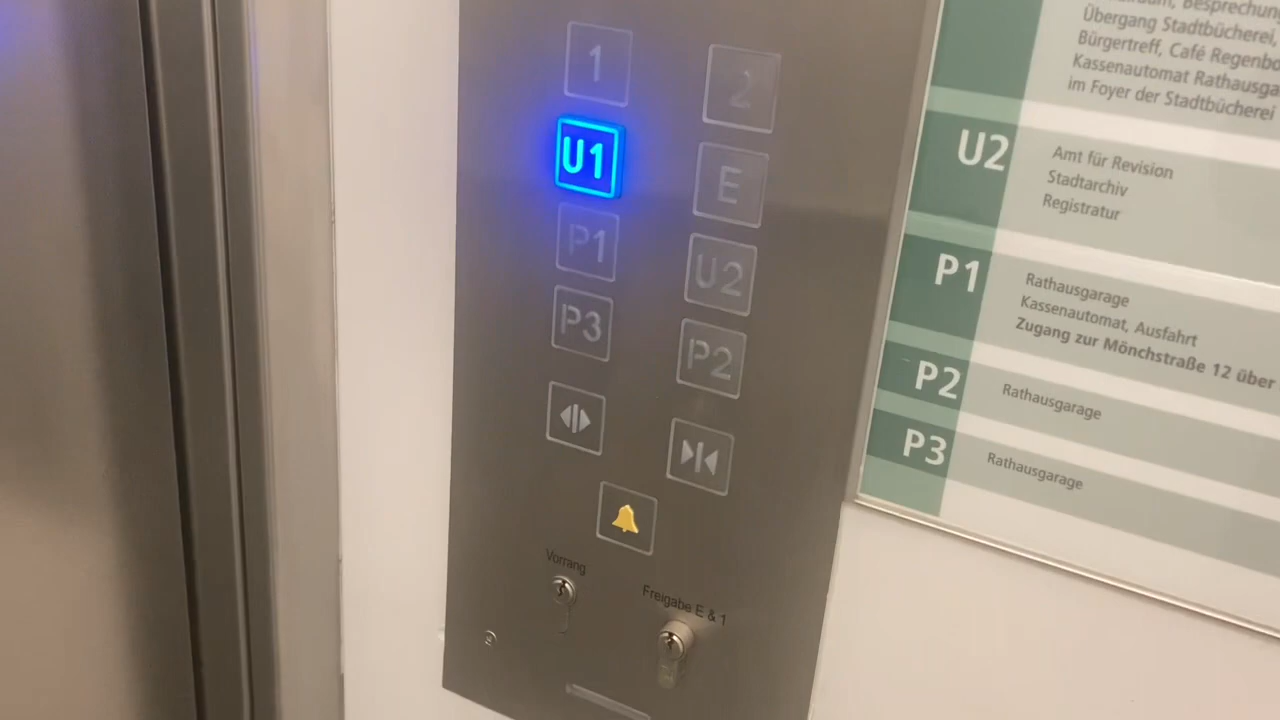 1
2
U1
E
P1
U2
P3
P2
Vorrang
Freigabe E & 1
Besprechung
Übergang Stadtbücherei,
Bürgertreff, Café Regenbo
Kassenautomat Rathausga
im Foyer der Stadtbücherei
U2
Amt für Revision
Stadtarchiv
Registratur
P1
Rathausgarage
Kassenautomat, Ausfahrt
Zugang zur Mönchstraße 12 über
P2
Rathausgarage
P3
Rathausgarage